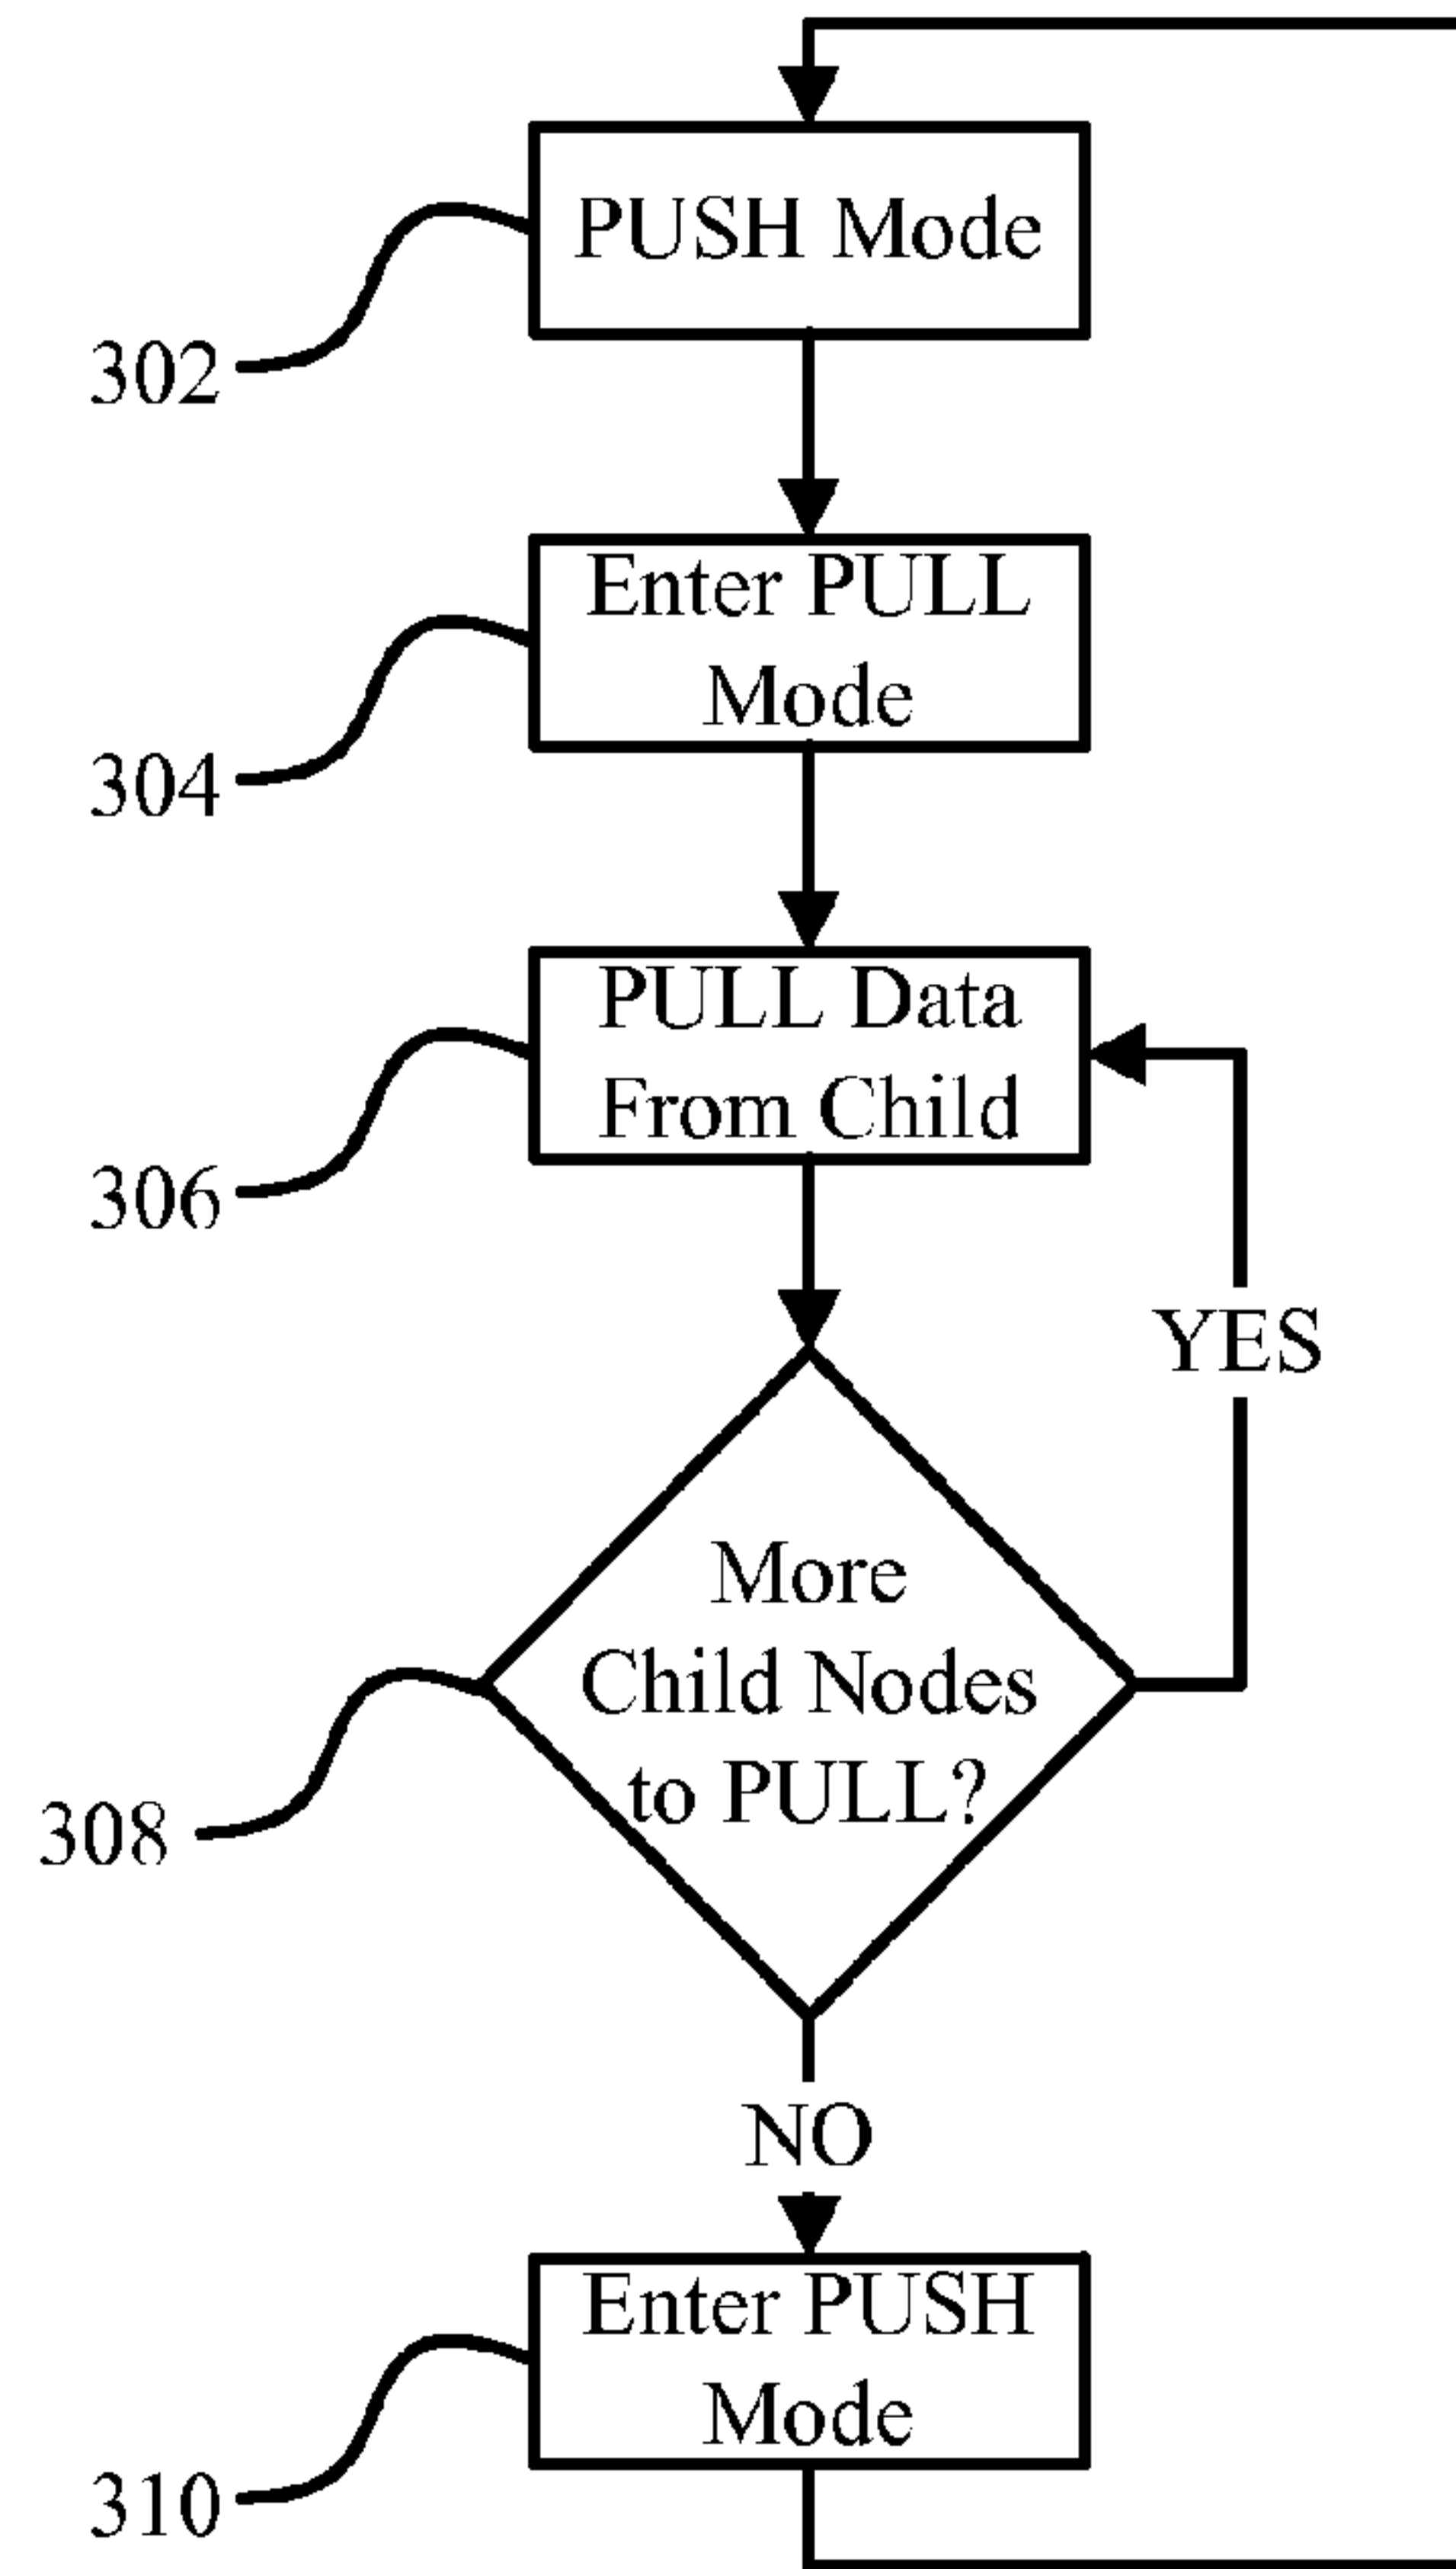 PUSH Mode
302
Enter PULL
Mode
304
PULL Data
From Child
306
YES
More
Child Nodes
to PULL?
308
NO
Enter PUSH
Mode
310